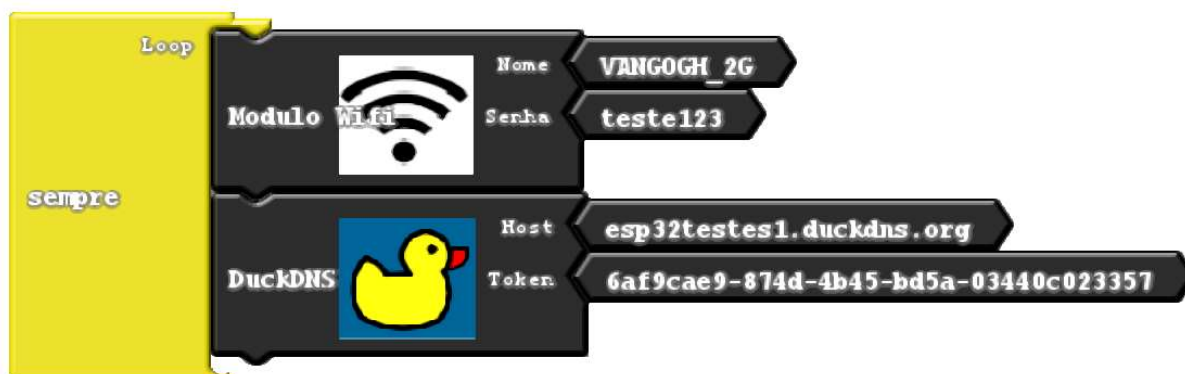 Loop
Nome
VANGOGH_2G
Modulo Wifi
Senha
teste123
sempre
Host
esp32testes1.duckdns.org
DuckDNS
Token
6af9cae9-874d-4b45-bd5a-03440c023357